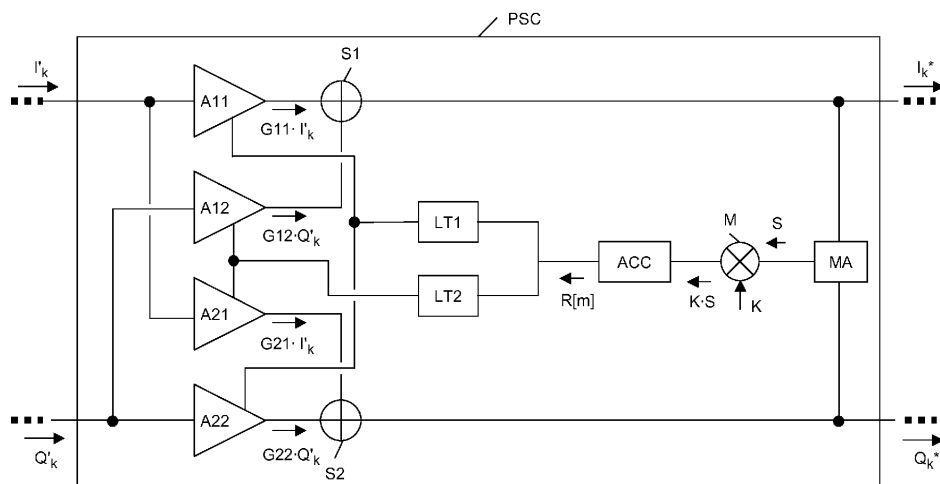 PSC
I'k
S1
Ik*
A11
G11· I'k
A12
G12·Q'k
LT1
M
S
ACC
MA
R[m]
K·S
K
LT2
A21
G21· I'k
A22
G22·Q'k
S2
Q'k
Qk*